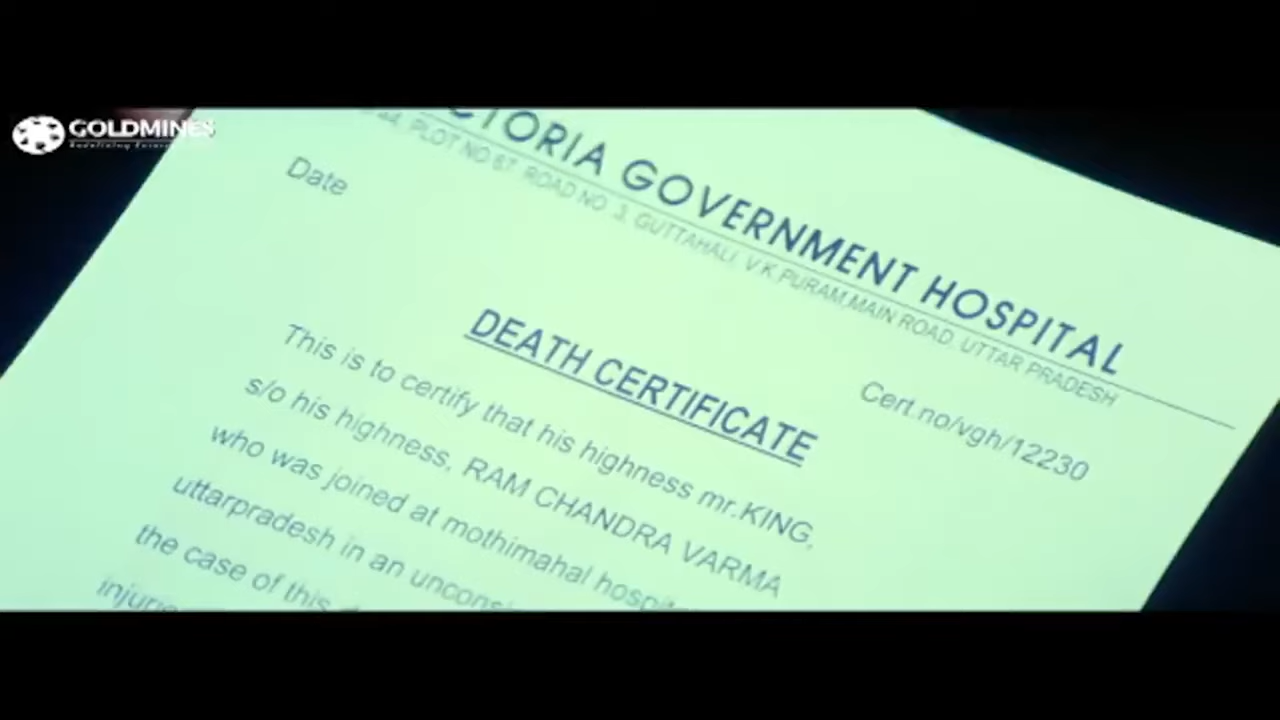 GOLDMINES
CTORIA GOVERNMENT HOSPITAL
44, PLOT NO 67, ROAD NO. 3, GUTTAHALI, V K PURAM,MAIN ROAD, UTTAR PRADESH
Date
Cert.no/vgh/12230
DEATH CERTIFICATE
This is to certify that his highness mr.KING,
s/o his highness, RAM CHANDRA VARMA
who was joined at mothimahal hospit
uttarpradesh in an uncons
the case of this
injurie